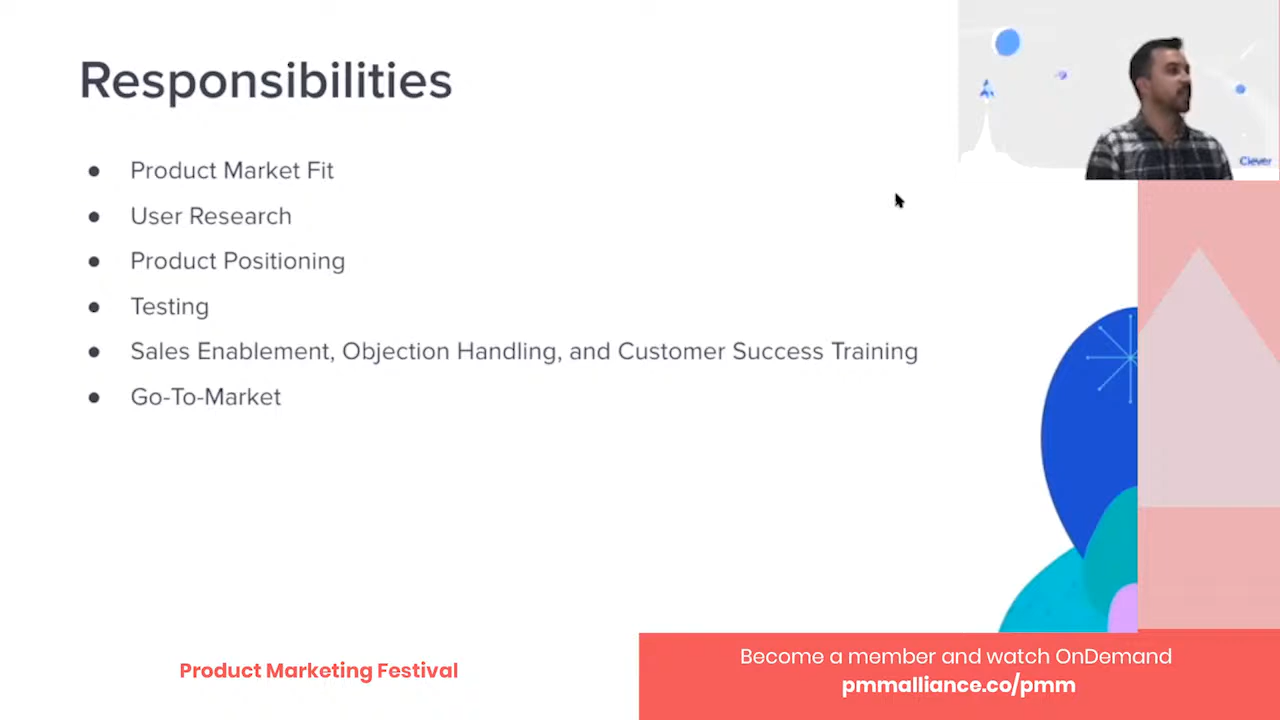 Responsibilities
● Product Market Fit
● User Research
● Product Positioning
● Testing
● Sales Enablement, Objection Handling, and Customer Success Training
● Go-To-Market
Clever
Product Marketing Festival
Become a member and watch OnDemand
pmmalliance.co/pmm